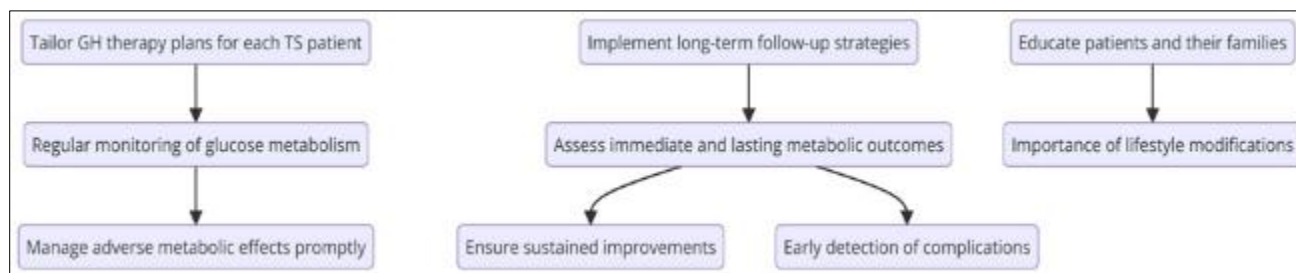 Tailor GH therapy plans for each TS patient
Implement long-term follow-up strategies
Educate patients and their families
Regular monitoring of glucose metabolism
Assess immediate and lasting metabolic outcomes
Importance of lifestyle modifications
Manage adverse metabolic effects promptly
Ensure sustained improvements
Early detection of complications